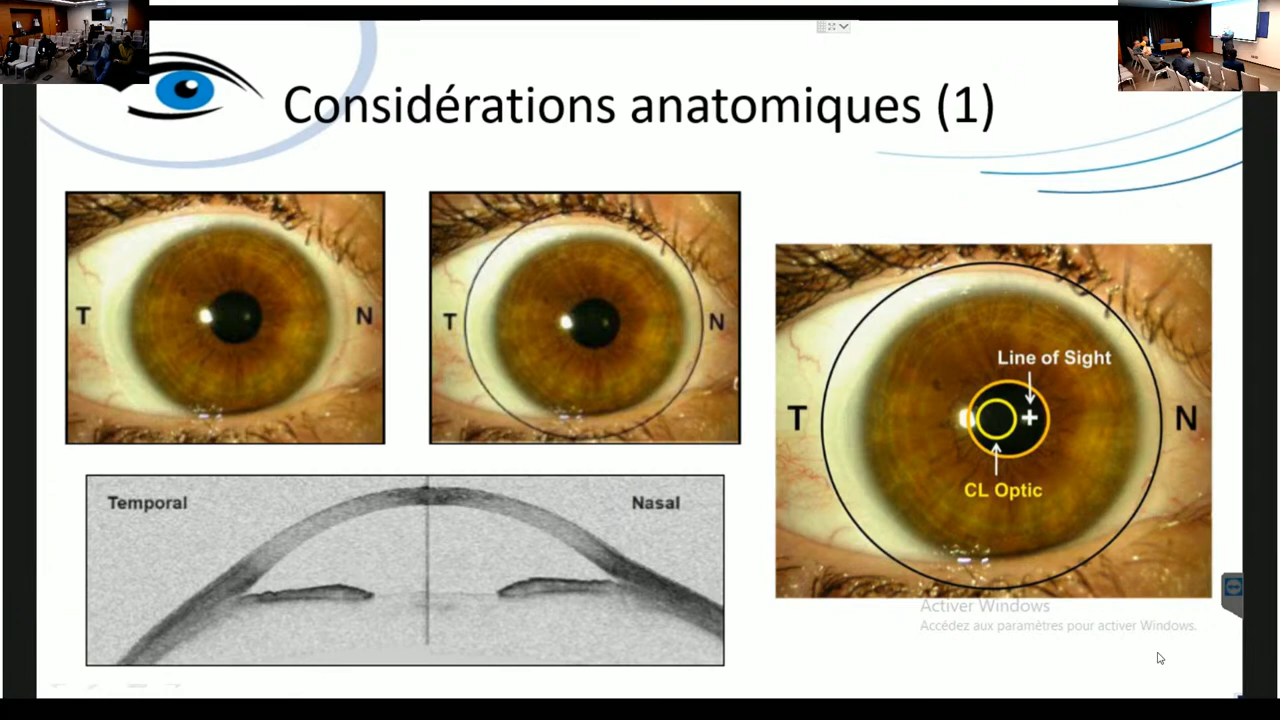 Considérations anatomiques (1)
T
N
T
N
Line of Sight
T
N
CL Optic
Temporal
Nasal
Activer Windows
Accédez aux paramètres pour activer Windows.